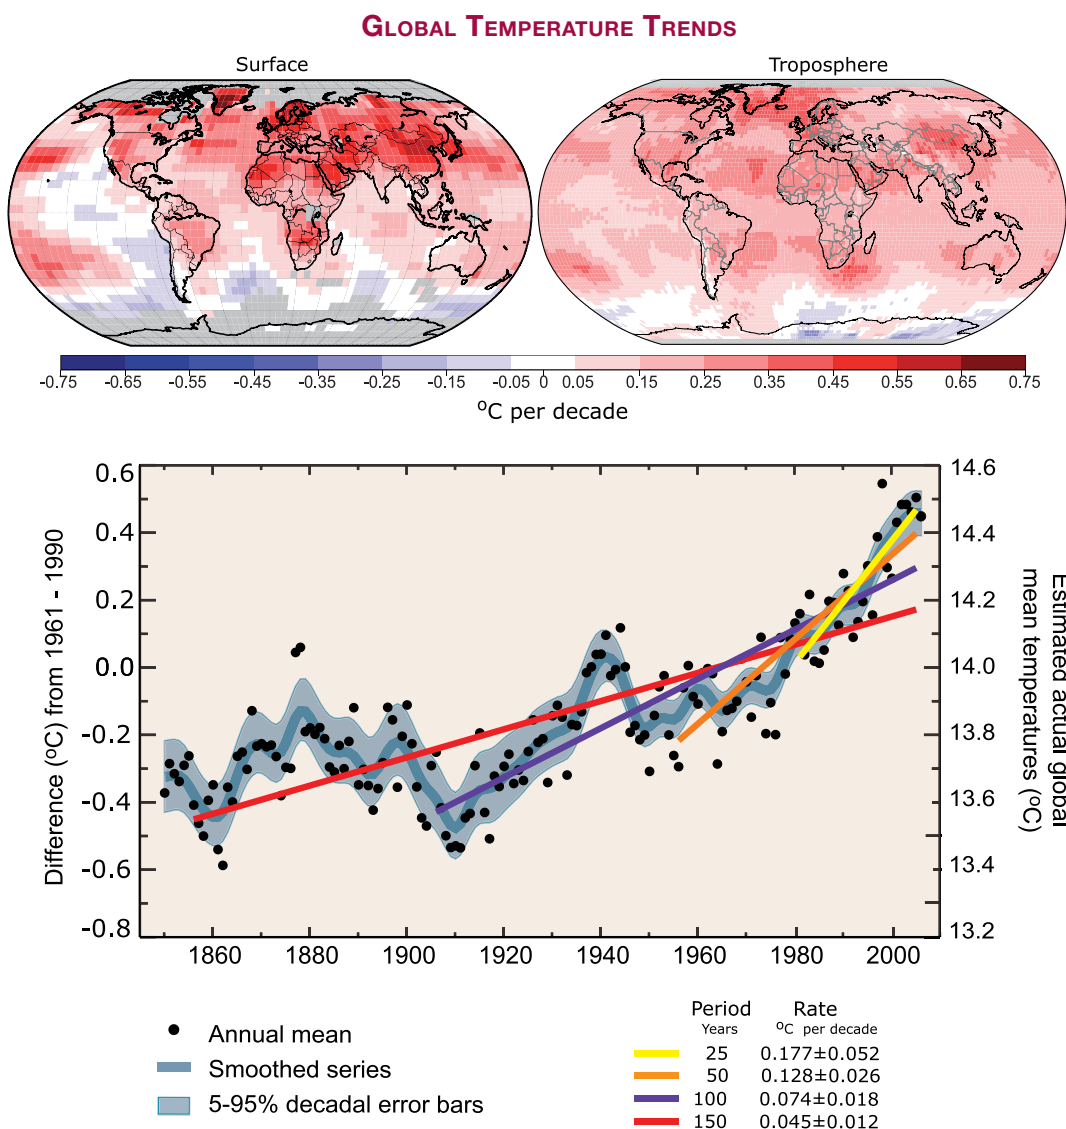 GLOBAL TEMPERATURE TRENDS
Surface
Troposphere
-0.75 -0.65 -0.55 -0.45 -0.35 -0.25 -0.15 -0.05 0 0.05 0.15 0.25 0.35 0.45 0.55 0.65 0.75
ºC per decade
Difference (ºC) from 1961 - 1990
0.6
0.4
0.2
0.0
-0.2
-0.4
-0.6
-0.8
14.6
14.4
14.2
14.0
13.8
13.6
13.4
13.2
Estimated actual global
mean temperatures (ºC)
1860 1880 1900 1920 1940 1960 1980 2000
Annual mean
Smoothed series
5-95% decadal error bars
Period Rate
Years ºC per decade
25 0.177±0.052
50 0.128±0.026
100 0.074±0.018
150 0.045±0.012